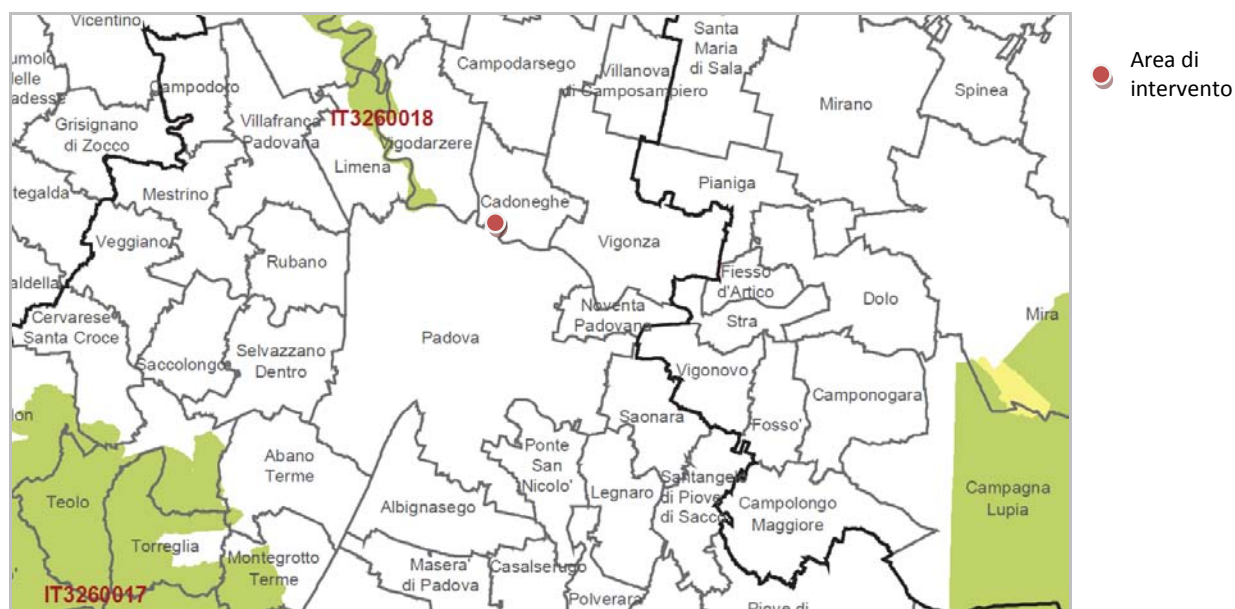 Vicentino
Santa
Maria
di Sala
Campodarsego
Villanova
di Camposampiero
Area di
intervento
Campodoro
Mirano
Spinea
Grisignano
di Zocco
Villafranca
Padovana
IT3260018
Vigodarzere
Limena
Mestrino
Pianiga
Cadoneghe
Veggiano
Rubano
Vigonza
Fiesso
d'Artico
Dolo
Cervarese
Santa Croce
Noventa
Padovana
Stra
Mira
Padova
Saccolongo
Selvazzano
Dentro
Vigonovo
Camponogara
Saonara
Fosso'
Abano
Terme
Ponte
San
Nicolo'
Teolo
Legnaro
Santangelo
di Piove
di Sacco
Campagna
Lupia
Albignasego
Campolongo
Maggiore
Torreglia
Montegrotto
Terme
Masera'
di Padova
Casalserugo
IT3260017
Polverara
Piove di